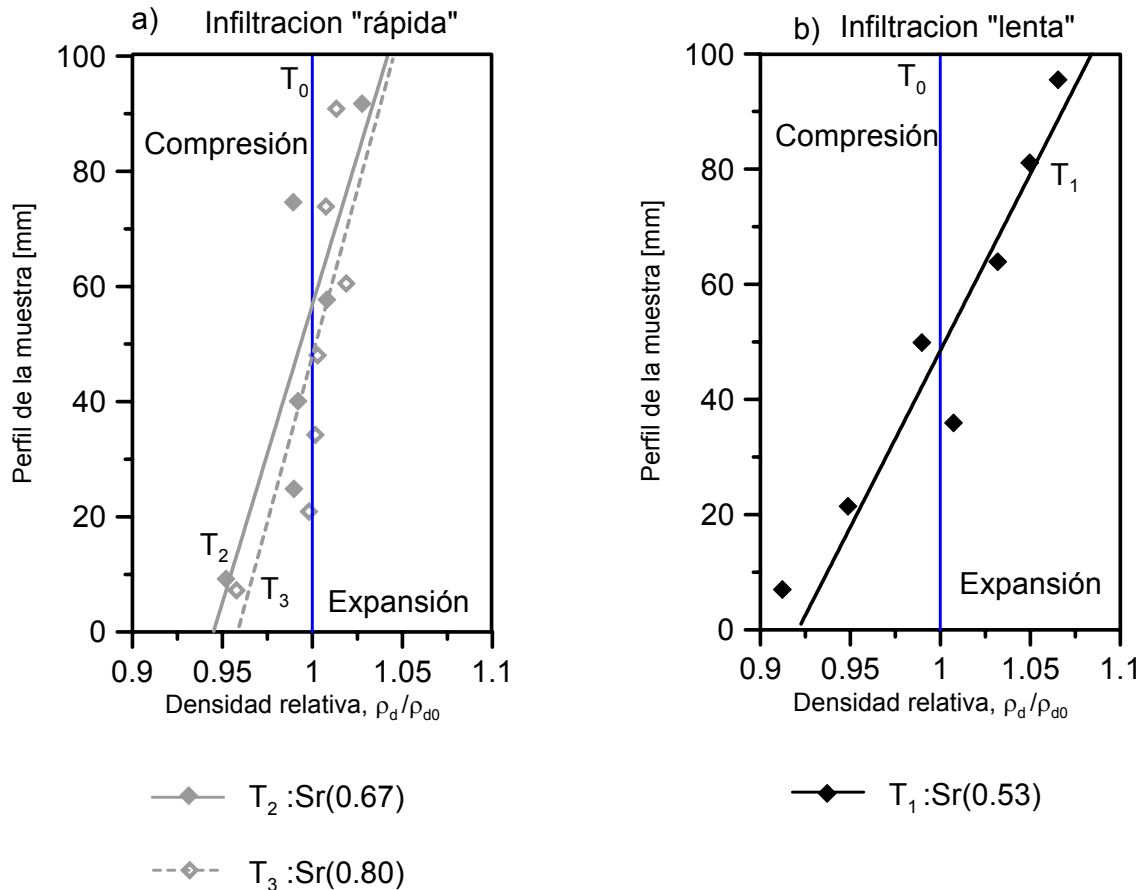 a) Infiltracion "rápida"
100
80
60
40
20
0
Perfil de la muestra [mm]
T0
Compresión
T2
T3
Expansión
0.9 0.95 1 1.05 1.1
Densidad relativa, ρd/ρd0
T2 :Sr(0.67)
T3 :Sr(0.80)
b) Infiltracion "lenta"
100
80
60
40
20
0
Perfil de la muestra [mm]
T0
Compresión
T1
Expansión
0.9 0.95 1 1.05 1.1
Densidad relativa, ρd/ρd0
T1 :Sr(0.53)